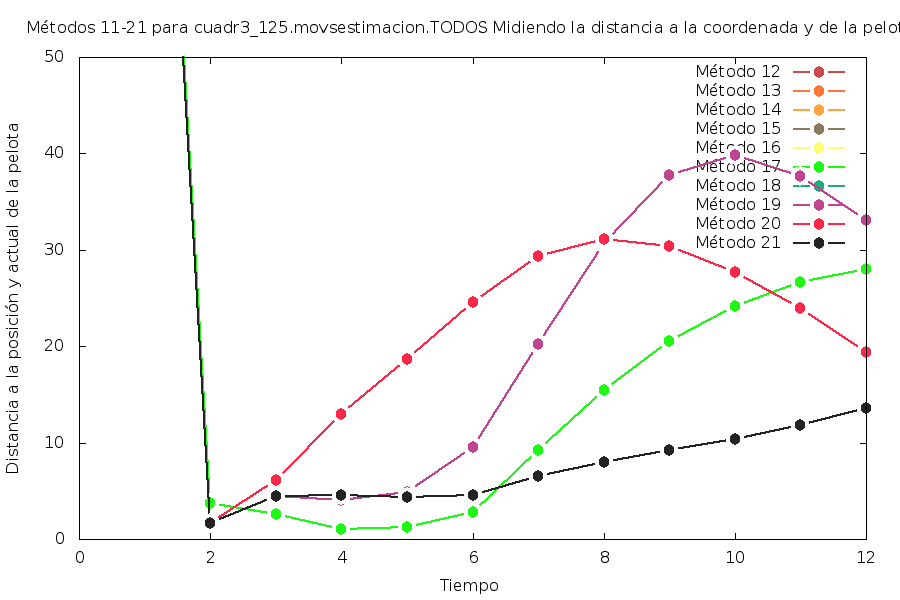 Métodos 11-21 para cuadr3_125.movsestimacion.TODOS Midiendo la distancia a la coordenada y de la pelot
50
40
30
20
10
0
0 2 4 6 8 10 12
Distancia a la posición y actual de la pelota
Tiempo
Método 12
Método 13
Método 14
Método 15
Método 16
Método 17
Método 18
Método 19
Método 20
Método 21